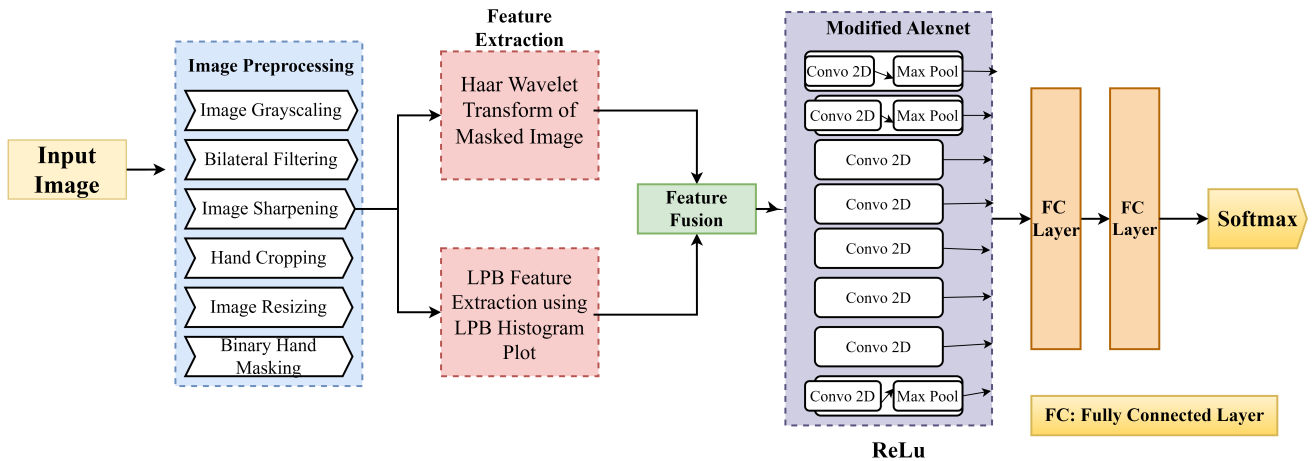 Input
Image
Image Preprocessing
Image Grayscaling
Bilateral Filtering
Image Sharpening
Hand Cropping
Image Resizing
Binary Hand
Masking
Feature
Extraction
Haar Wavelet
Transform of
Masked Image
LPB Feature
Extraction using
LPB Histogram
Plot
Feature
Fusion
Modified Alexnet
Convo 2D
Max Pool
Convo 2D
Max Pool
Convo 2D
Convo 2D
Convo 2D
Convo 2D
Convo 2D
Convo 2D
Max Pool
ReLu
FC
Layer
FC
Layer
Softmax
FC: Fully Connected Layer